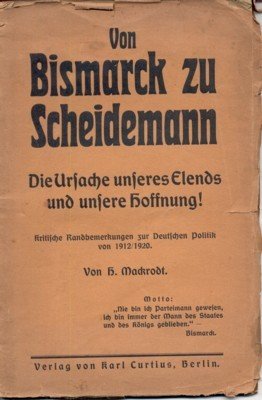 Von
Bismarck zu
Scheidemann
Die Ursache unseres Elends
und unsere Hoffnung!
Kritische Randbemerkungen zur Deutschen Politik
von 1912/1920.
Von H. Mackrodt.
Motto:
„Nie bin ich Parteimann gewesen,
ich bin immer der Mann des Staates
und des Königs geblieben.“ —
Bismarck.
Verlag von Karl Curtius, Berlin.